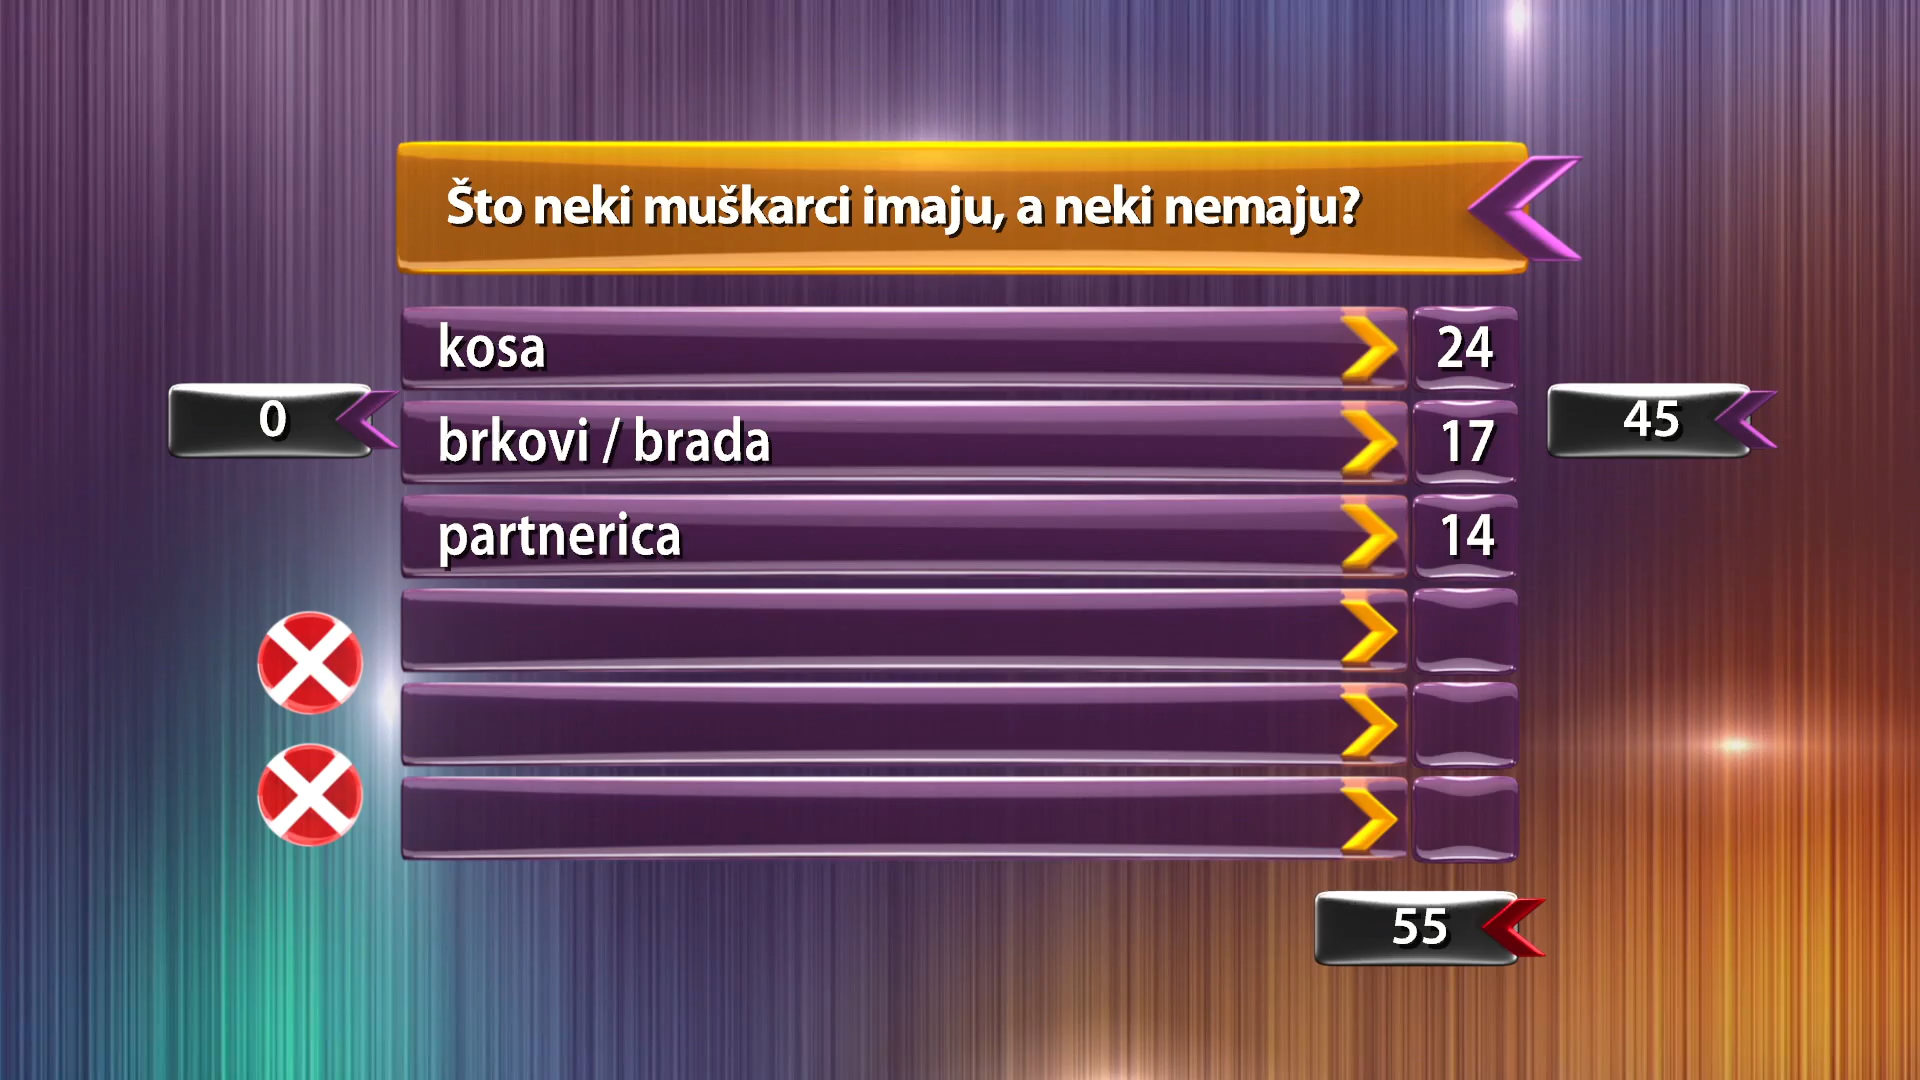 Što neki muškarci imaju, a neki nemaju?
kosa 24
0
45
brkovi / brada 17
partnerica 14
55